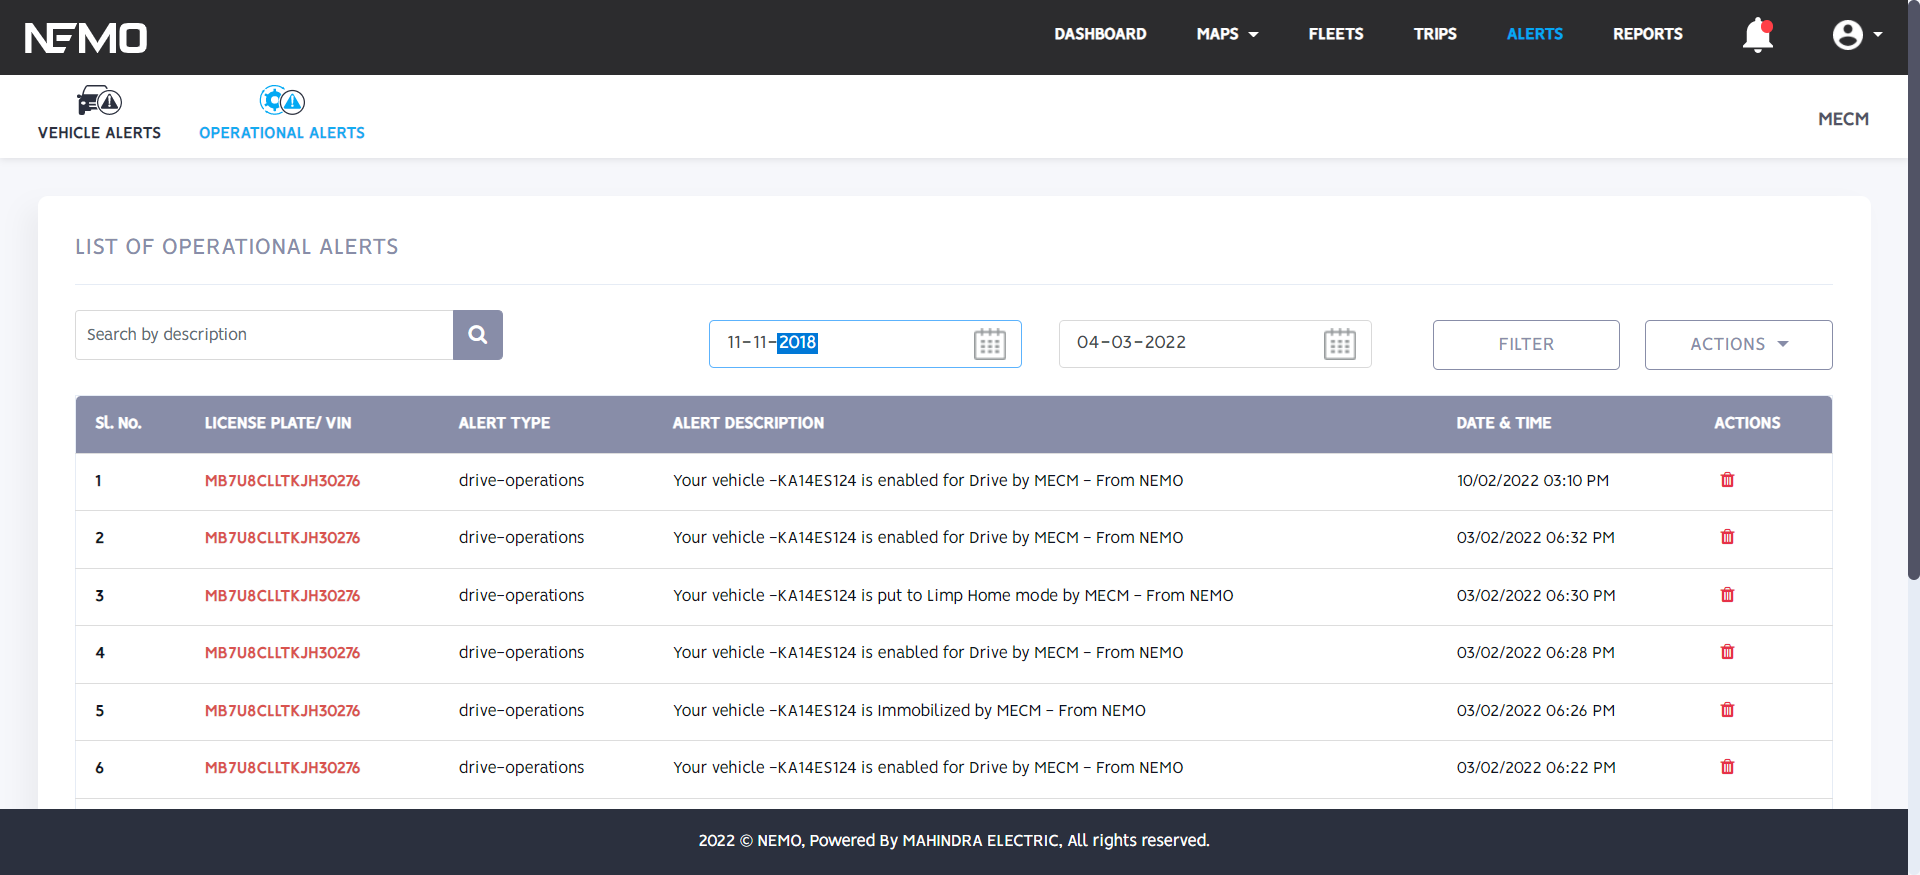 NEMO
DASHBOARD MAPS FLEETS TRIPS ALERTS REPORTS
VEHICLE ALERTS OPERATIONAL ALERTS
MECM
LIST OF OPERATIONAL ALERTS
Search by description 11-11-2018 04-03-2022 FILTER ACTIONS
Sl. No. LICENSE PLATE/ VIN ALERT TYPE ALERT DESCRIPTION DATE & TIME ACTIONS
1 MB7U8CLLTKJH30276 drive-operations Your vehicle -KA14ES124 is enabled for Drive by MECM - From NEMO 10/02/2022 03:10 PM
2 MB7U8CLLTKJH30276 drive-operations Your vehicle -KA14ES124 is enabled for Drive by MECM - From NEMO 03/02/2022 06:32 PM
3 MB7U8CLLTKJH30276 drive-operations Your vehicle -KA14ES124 is put to Limp Home mode by MECM - From NEMO 03/02/2022 06:30 PM
4 MB7U8CLLTKJH30276 drive-operations Your vehicle -KA14ES124 is enabled for Drive by MECM - From NEMO 03/02/2022 06:28 PM
5 MB7U8CLLTKJH30276 drive-operations Your vehicle -KA14ES124 is Immobilized by MECM - From NEMO 03/02/2022 06:26 PM
6 MB7U8CLLTKJH30276 drive-operations Your vehicle -KA14ES124 is enabled for Drive by MECM - From NEMO 03/02/2022 06:22 PM
2022 © NEMO, Powered By MAHINDRA ELECTRIC, All rights reserved.